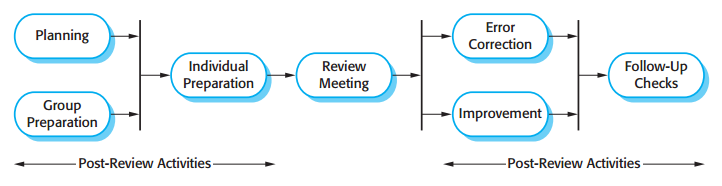 Planning
Group
Preparation
Individual
Preparation
Review
Meeting
Error
Correction
Improvement
Follow-Up
Checks
Post-Review Activities
Post-Review Activities